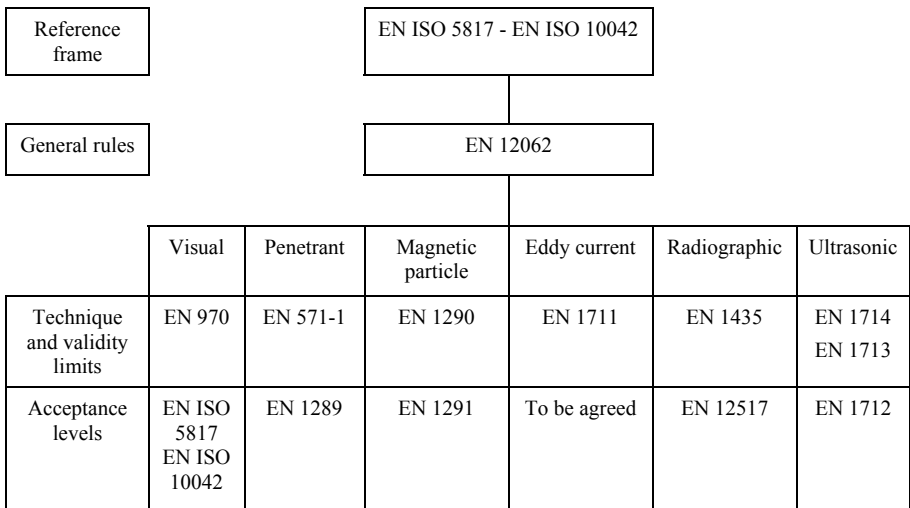 Reference
frame
EN ISO 5817 - EN ISO 10042
General rules
EN 12062
Visual
Penetrant
Magnetic
particle
Eddy current
Radiographic
Ultrasonic
Technique
and validity
limits
EN 970
EN 571-1
EN 1290
EN 1711
EN 1435
EN 1714
EN 1713
Acceptance
levels
EN ISO
5817
EN ISO
10042
EN 1289
EN 1291
To be agreed
EN 12517
EN 1712